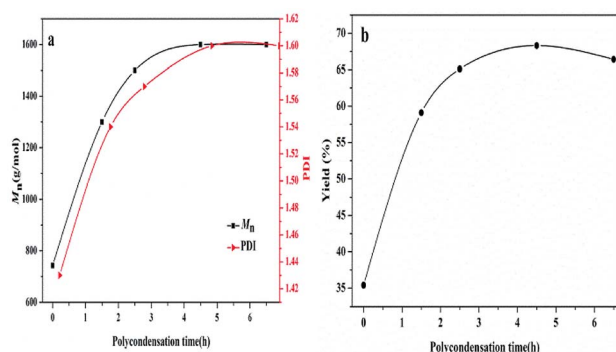 a
1600
1400
1200
1000
800
600
Mn(g/mol)
0 1 2 3 4 5 6
Polycondensation time(h)
Mn
PDI
1.62
1.60
1.58
1.56
1.54
1.52
1.50
1.48
1.46
1.44
1.42
PDI
b
75
70
65
60
55
50
45
40
35
Yield (%)
0 1 2 3 4 5 6
Polycondensation time(h)